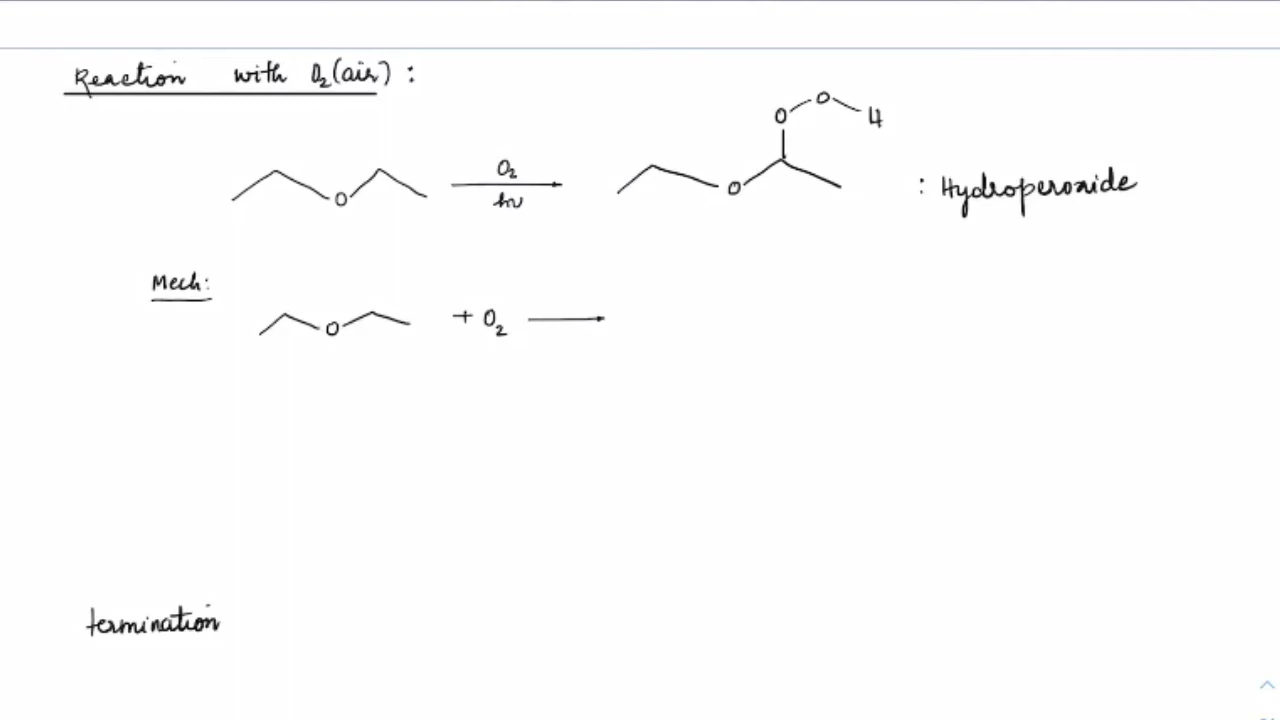 Reaction with O₂(air) :
O O H
O₂
hν
O O
: Hydroperoxide
Mech:
O + O₂
termination